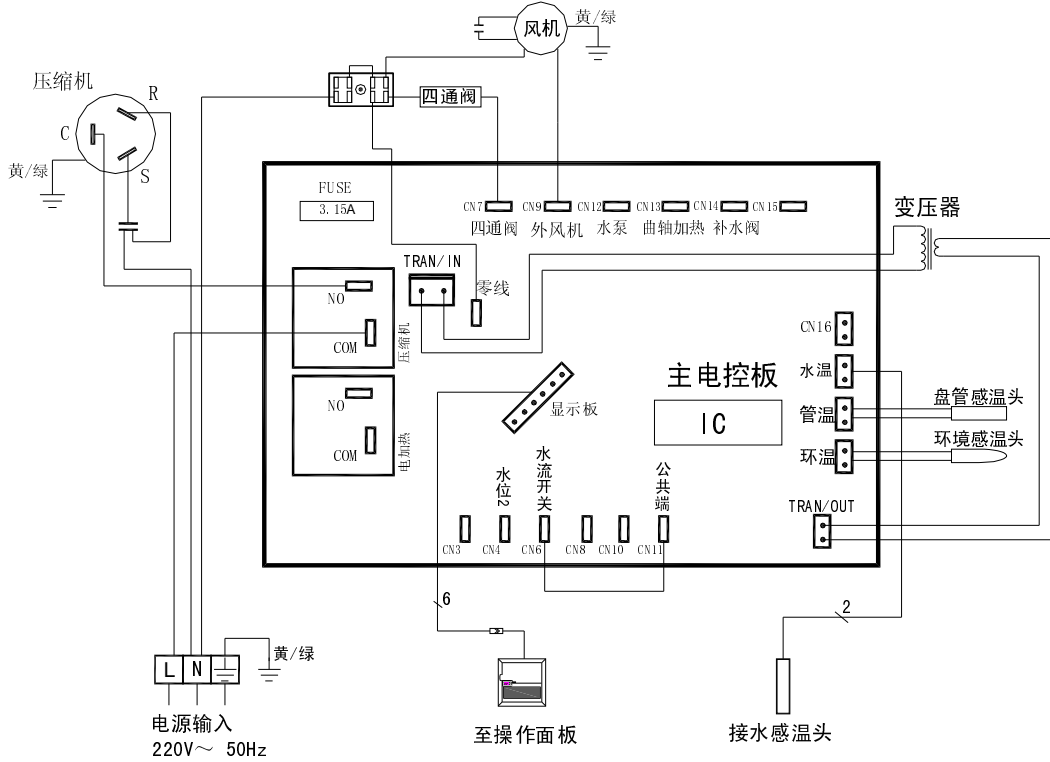 风机
黄/绿
压缩机
R
C
S
黄/绿
四通阀
FUSE
3.15A
CN7
CN9
CN12
CN13
CN14
CN15
四通阀
外风机
水泵
曲轴加热
补水阀
变压器
TRAN/IN
零线
NO
COM
压缩机
CN16
水温
主电控板
IC
管温
盘管感温头
环温
环境感温头
NO
COM
电加热
显示板
水位2
水流开关
公共端
TRAN/OUT
CN3
CN4
CN6
CN8
CN10
CN11
6
2
L
N
黄/绿
电源输入
220V～ 50Hz
至操作面板
接水感温头